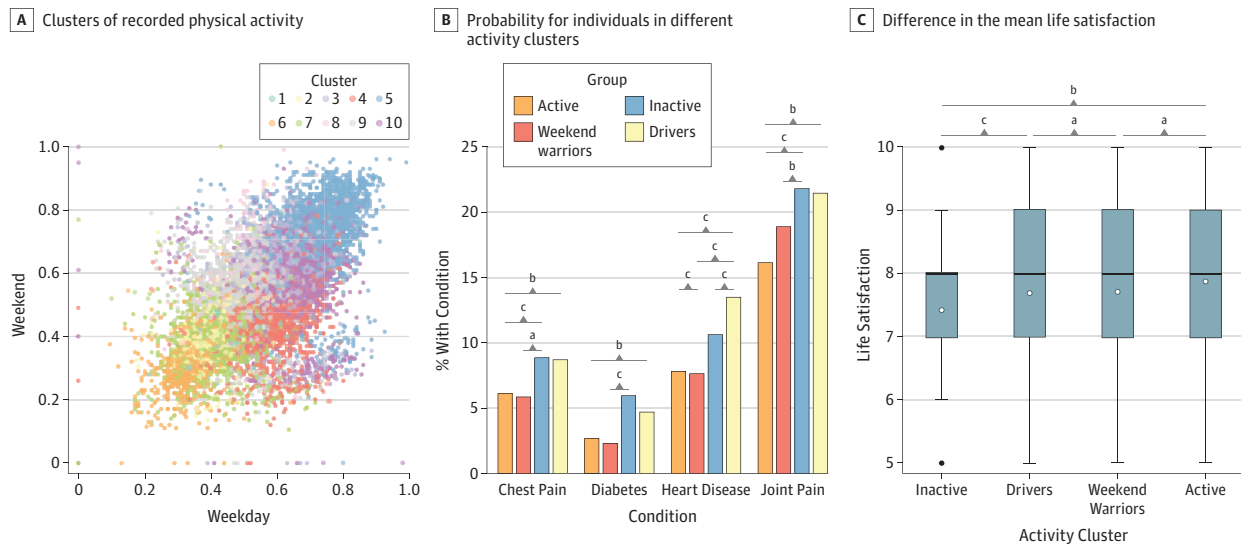 A Clusters of recorded physical activity
Cluster
1 2 3 4 5
6 7 8 9 10
1.0
0.8
0.6
0.4
0.2
0
Weekend
0 0.2 0.4 0.6 0.8 1.0
Weekday
B Probability for individuals in different
activity clusters
Group
Active Inactive
Weekend Drivers
warriors
25
20
15
10
5
0
% With Condition
b
c
a
b
c
c
c
c c
b
c
b
Chest Pain Diabetes Heart Disease Joint Pain
Condition
C Difference in the mean life satisfaction
b
c a a
10
9
8
7
6
5
Life Satisfaction
Inactive Drivers Weekend Active
Warriors
Activity Cluster